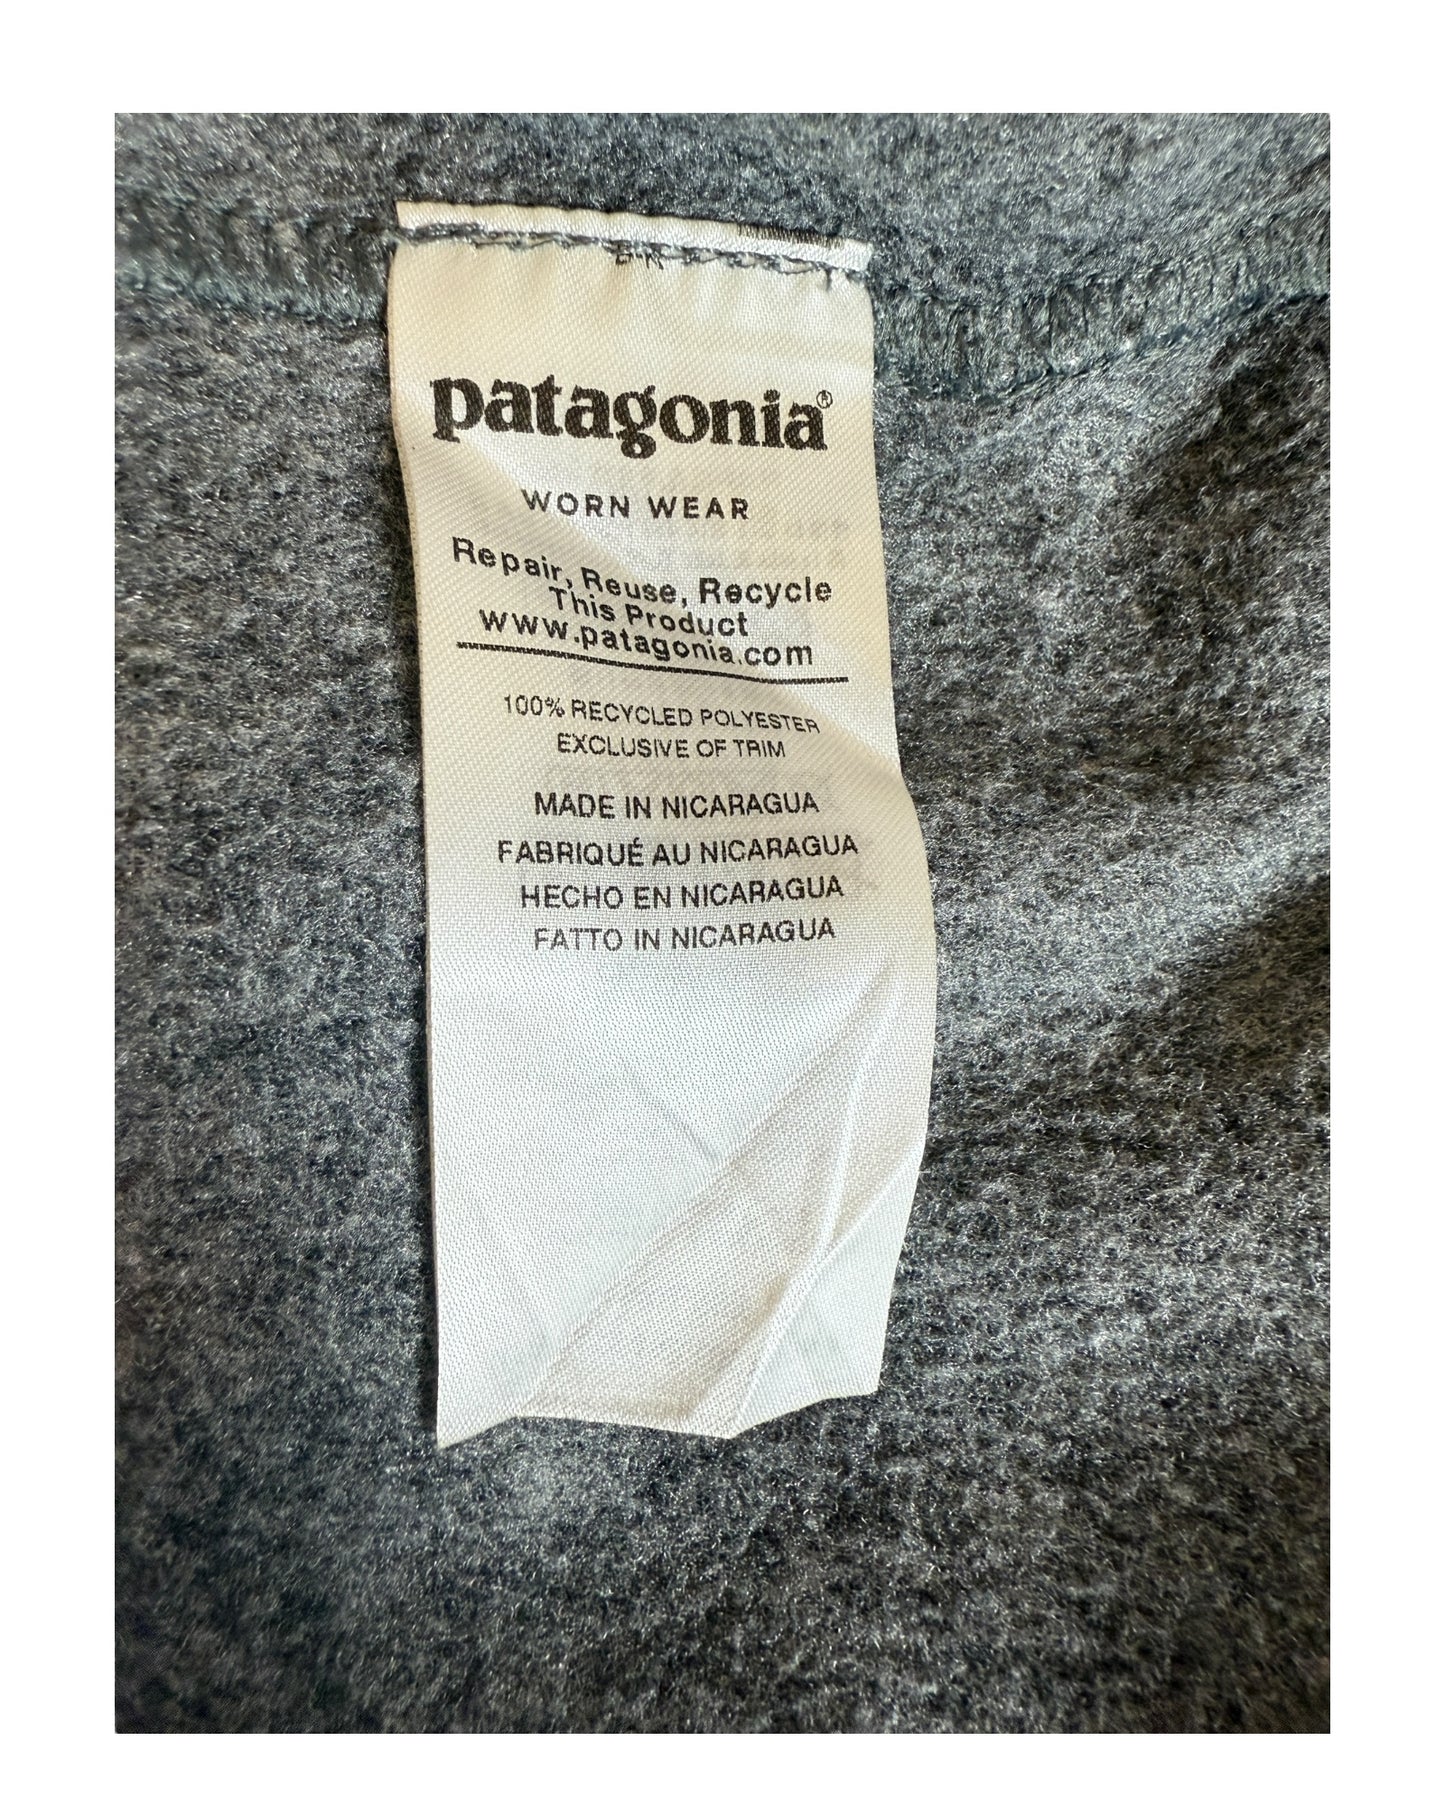 patagonia®
WORN WEAR
Repair, Reuse, Recycle
This Product
www.patagonia.com
100% RECYCLED POLYESTER
EXCLUSIVE OF TRIM
MADE IN NICARAGUA
FABRIQUÉ AU NICARAGUA
HECHO EN NICARAGUA
FATTO IN NICARAGUA